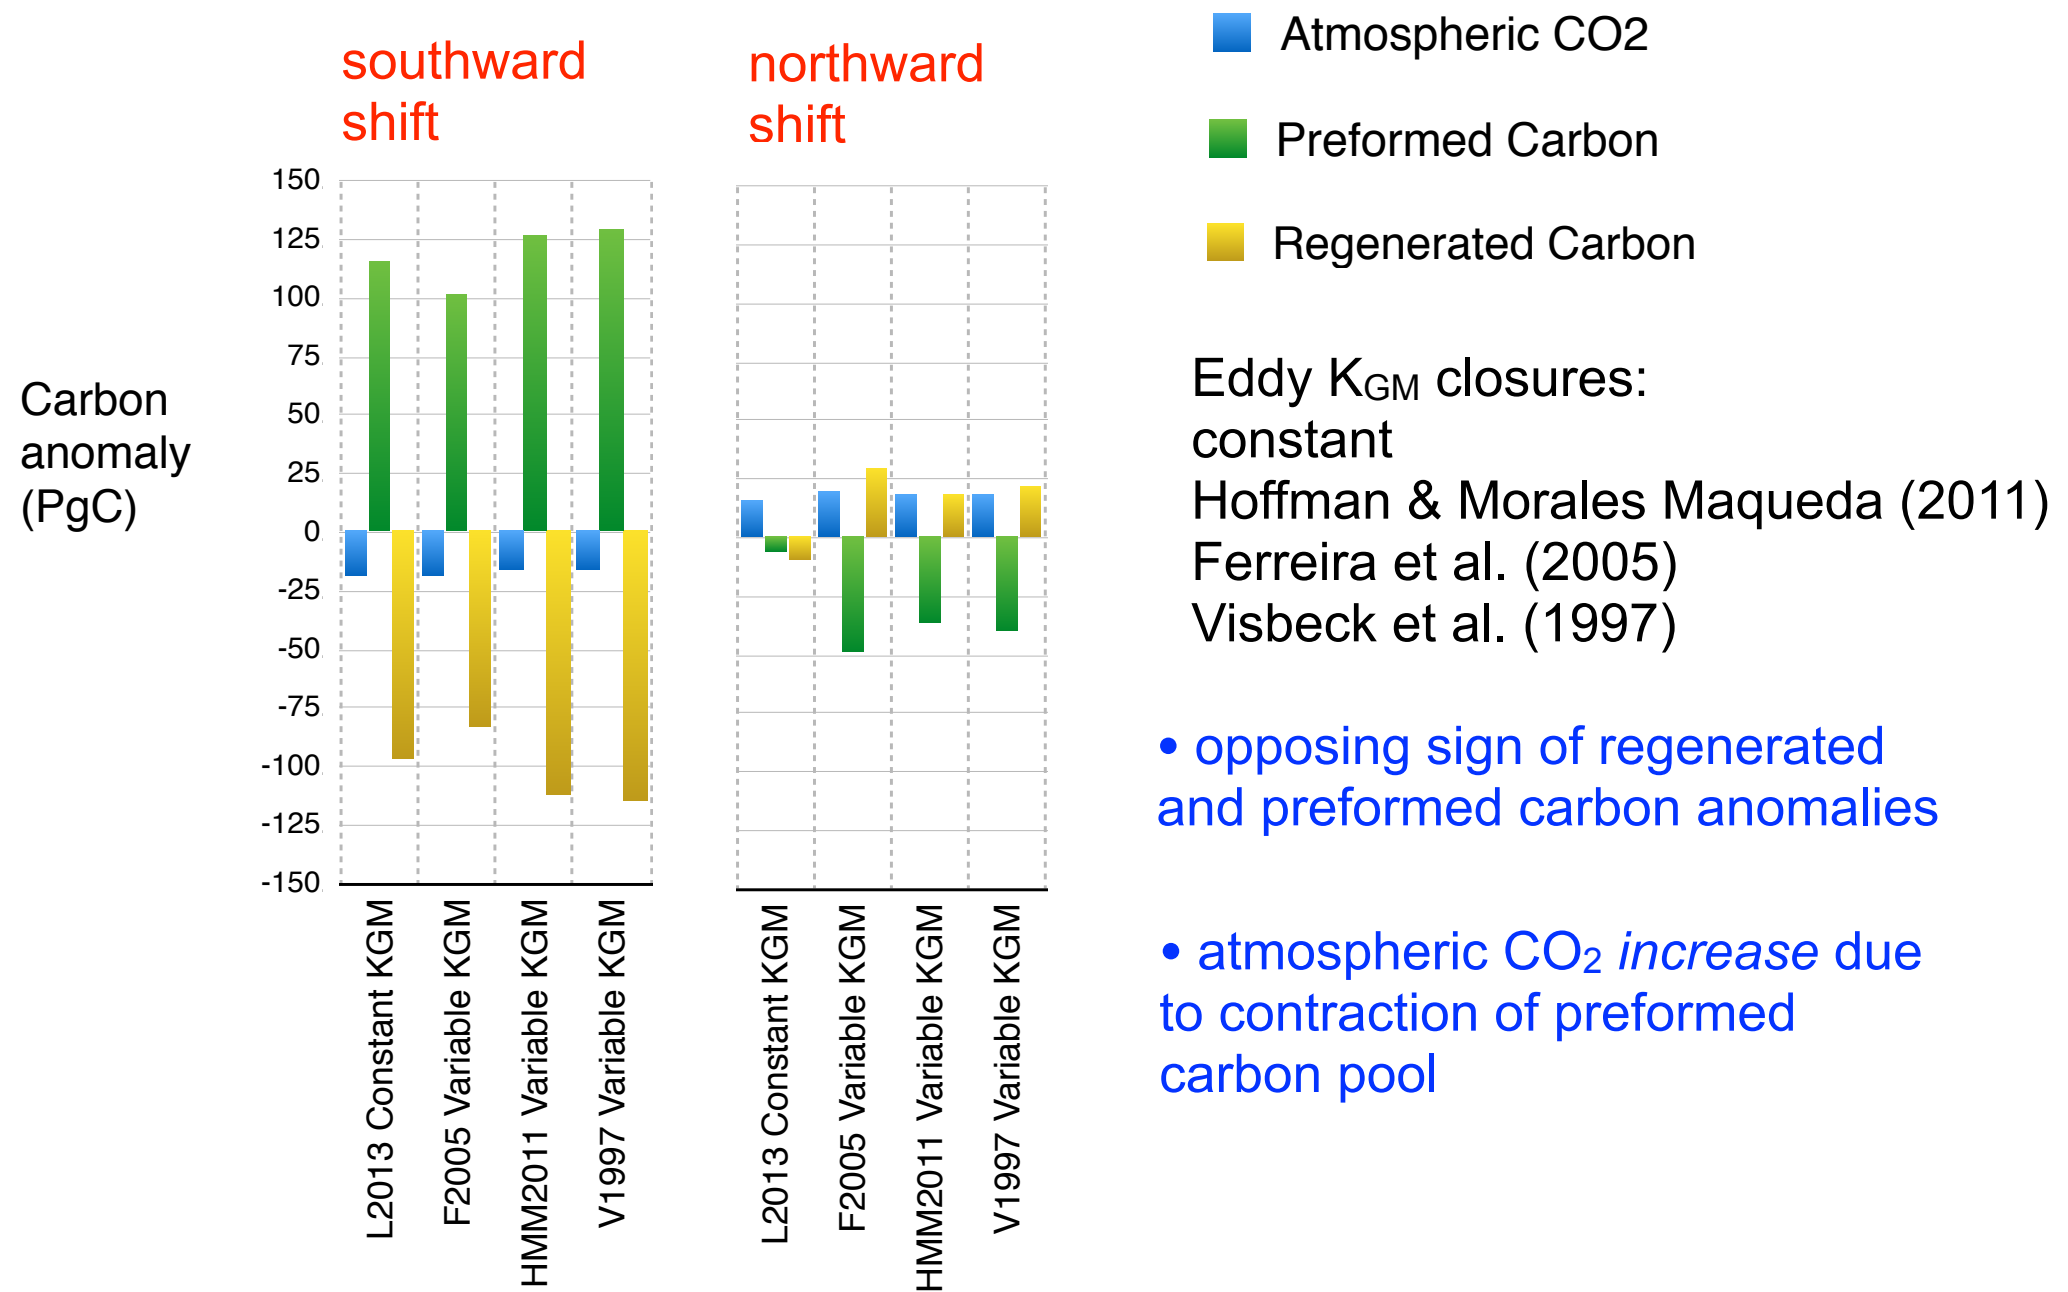 southward
shift
northward
shift
Atmospheric CO2
Preformed Carbon
Regenerated Carbon
Carbon
anomaly
(PgC)
150
125
100
75
50
25
0
-25
-50
-75
-100
-125
-150
L2013 Constant KGM
F2005 Variable KGM
HMM2011 Variable KGM
V1997 Variable KGM
L2013 Constant KGM
F2005 Variable KGM
HMM2011 Variable KGM
V1997 Variable KGM
Eddy KGM closures:
constant
Hoffman & Morales Maqueda (2011)
Ferreira et al. (2005)
Visbeck et al. (1997)
• opposing sign of regenerated
and preformed carbon anomalies
• atmospheric CO₂ increase due
to contraction of preformed
carbon pool